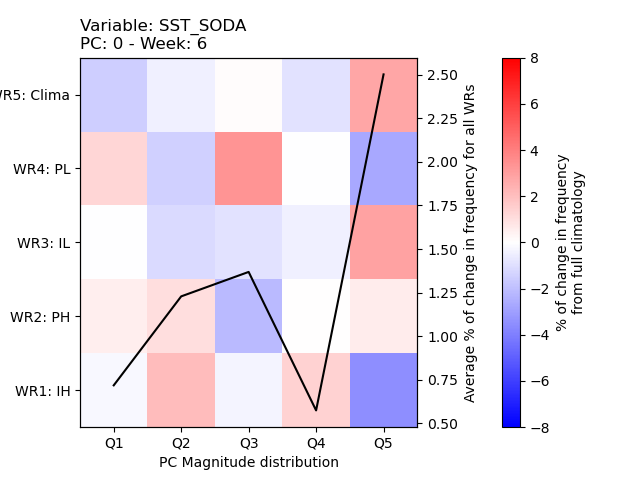 Variable: SST_SODA
PC: 0 - Week: 6
WR5: Clima
WR4: PL
WR3: IL
WR2: PH
WR1: IH
Q1 Q2 Q3 Q4 Q5
PC Magnitude distribution
2.50
2.25
2.00
1.75
1.50
1.25
1.00
0.75
0.50
Average % of change in frequency for all WRs
8
6
4
2
0
−2
−4
−6
−8
% of change in frequency
from full climatology